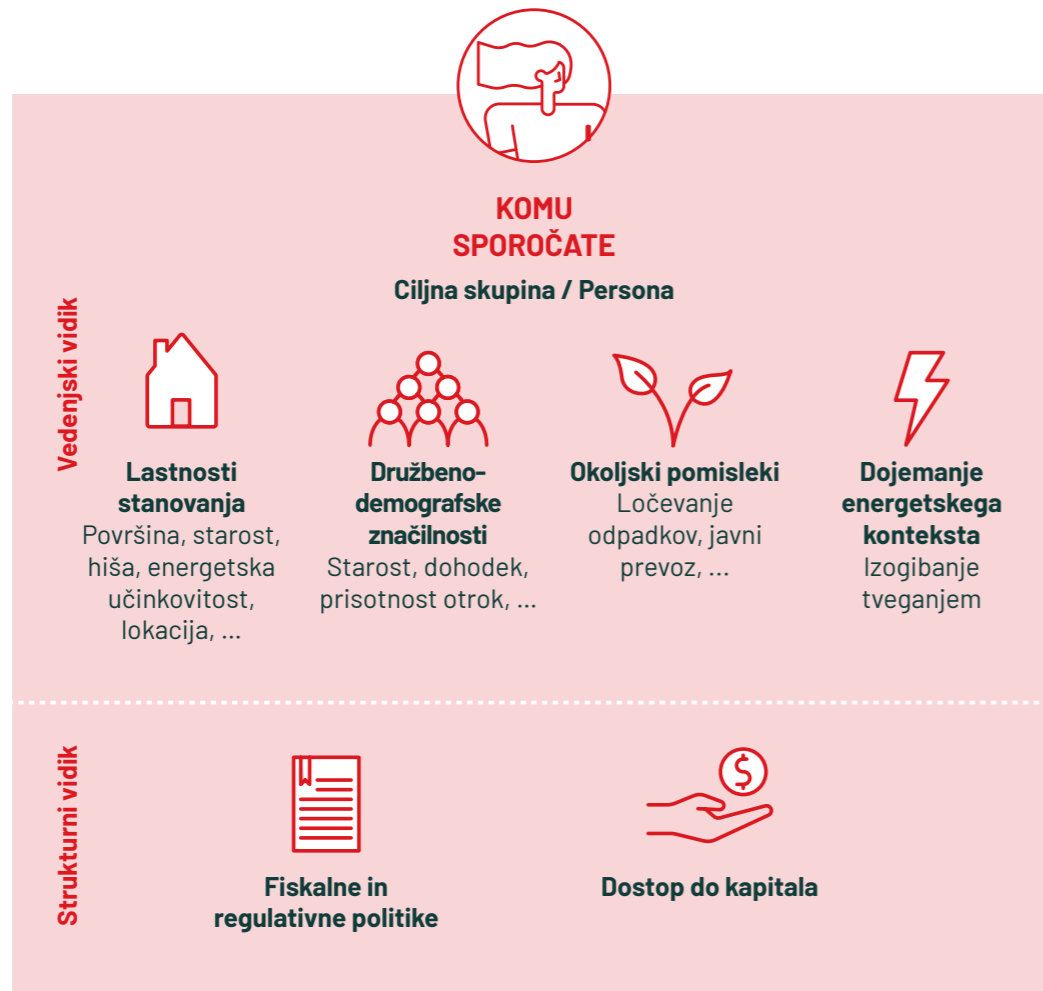 KOMU
SPOROČATE
Ciljna skupina / Persona
Vedenjski vidik
Lastnosti
stanovanja
Površina, starost,
hiša, energetska
učinkovitost,
lokacija, ...
Družbeno-
demografske
značilnosti
Starost, dohodek,
prisotnost otrok, ...
Okoljski pomisleki
Ločevanje
odpadkov, javni
prevoz, ...
Dojemanje
energetskega
konteksta
Izogibanje
tveganjem
Strukturni vidik
Fiskalne in
regulativne politike
$
Dostop do kapitala